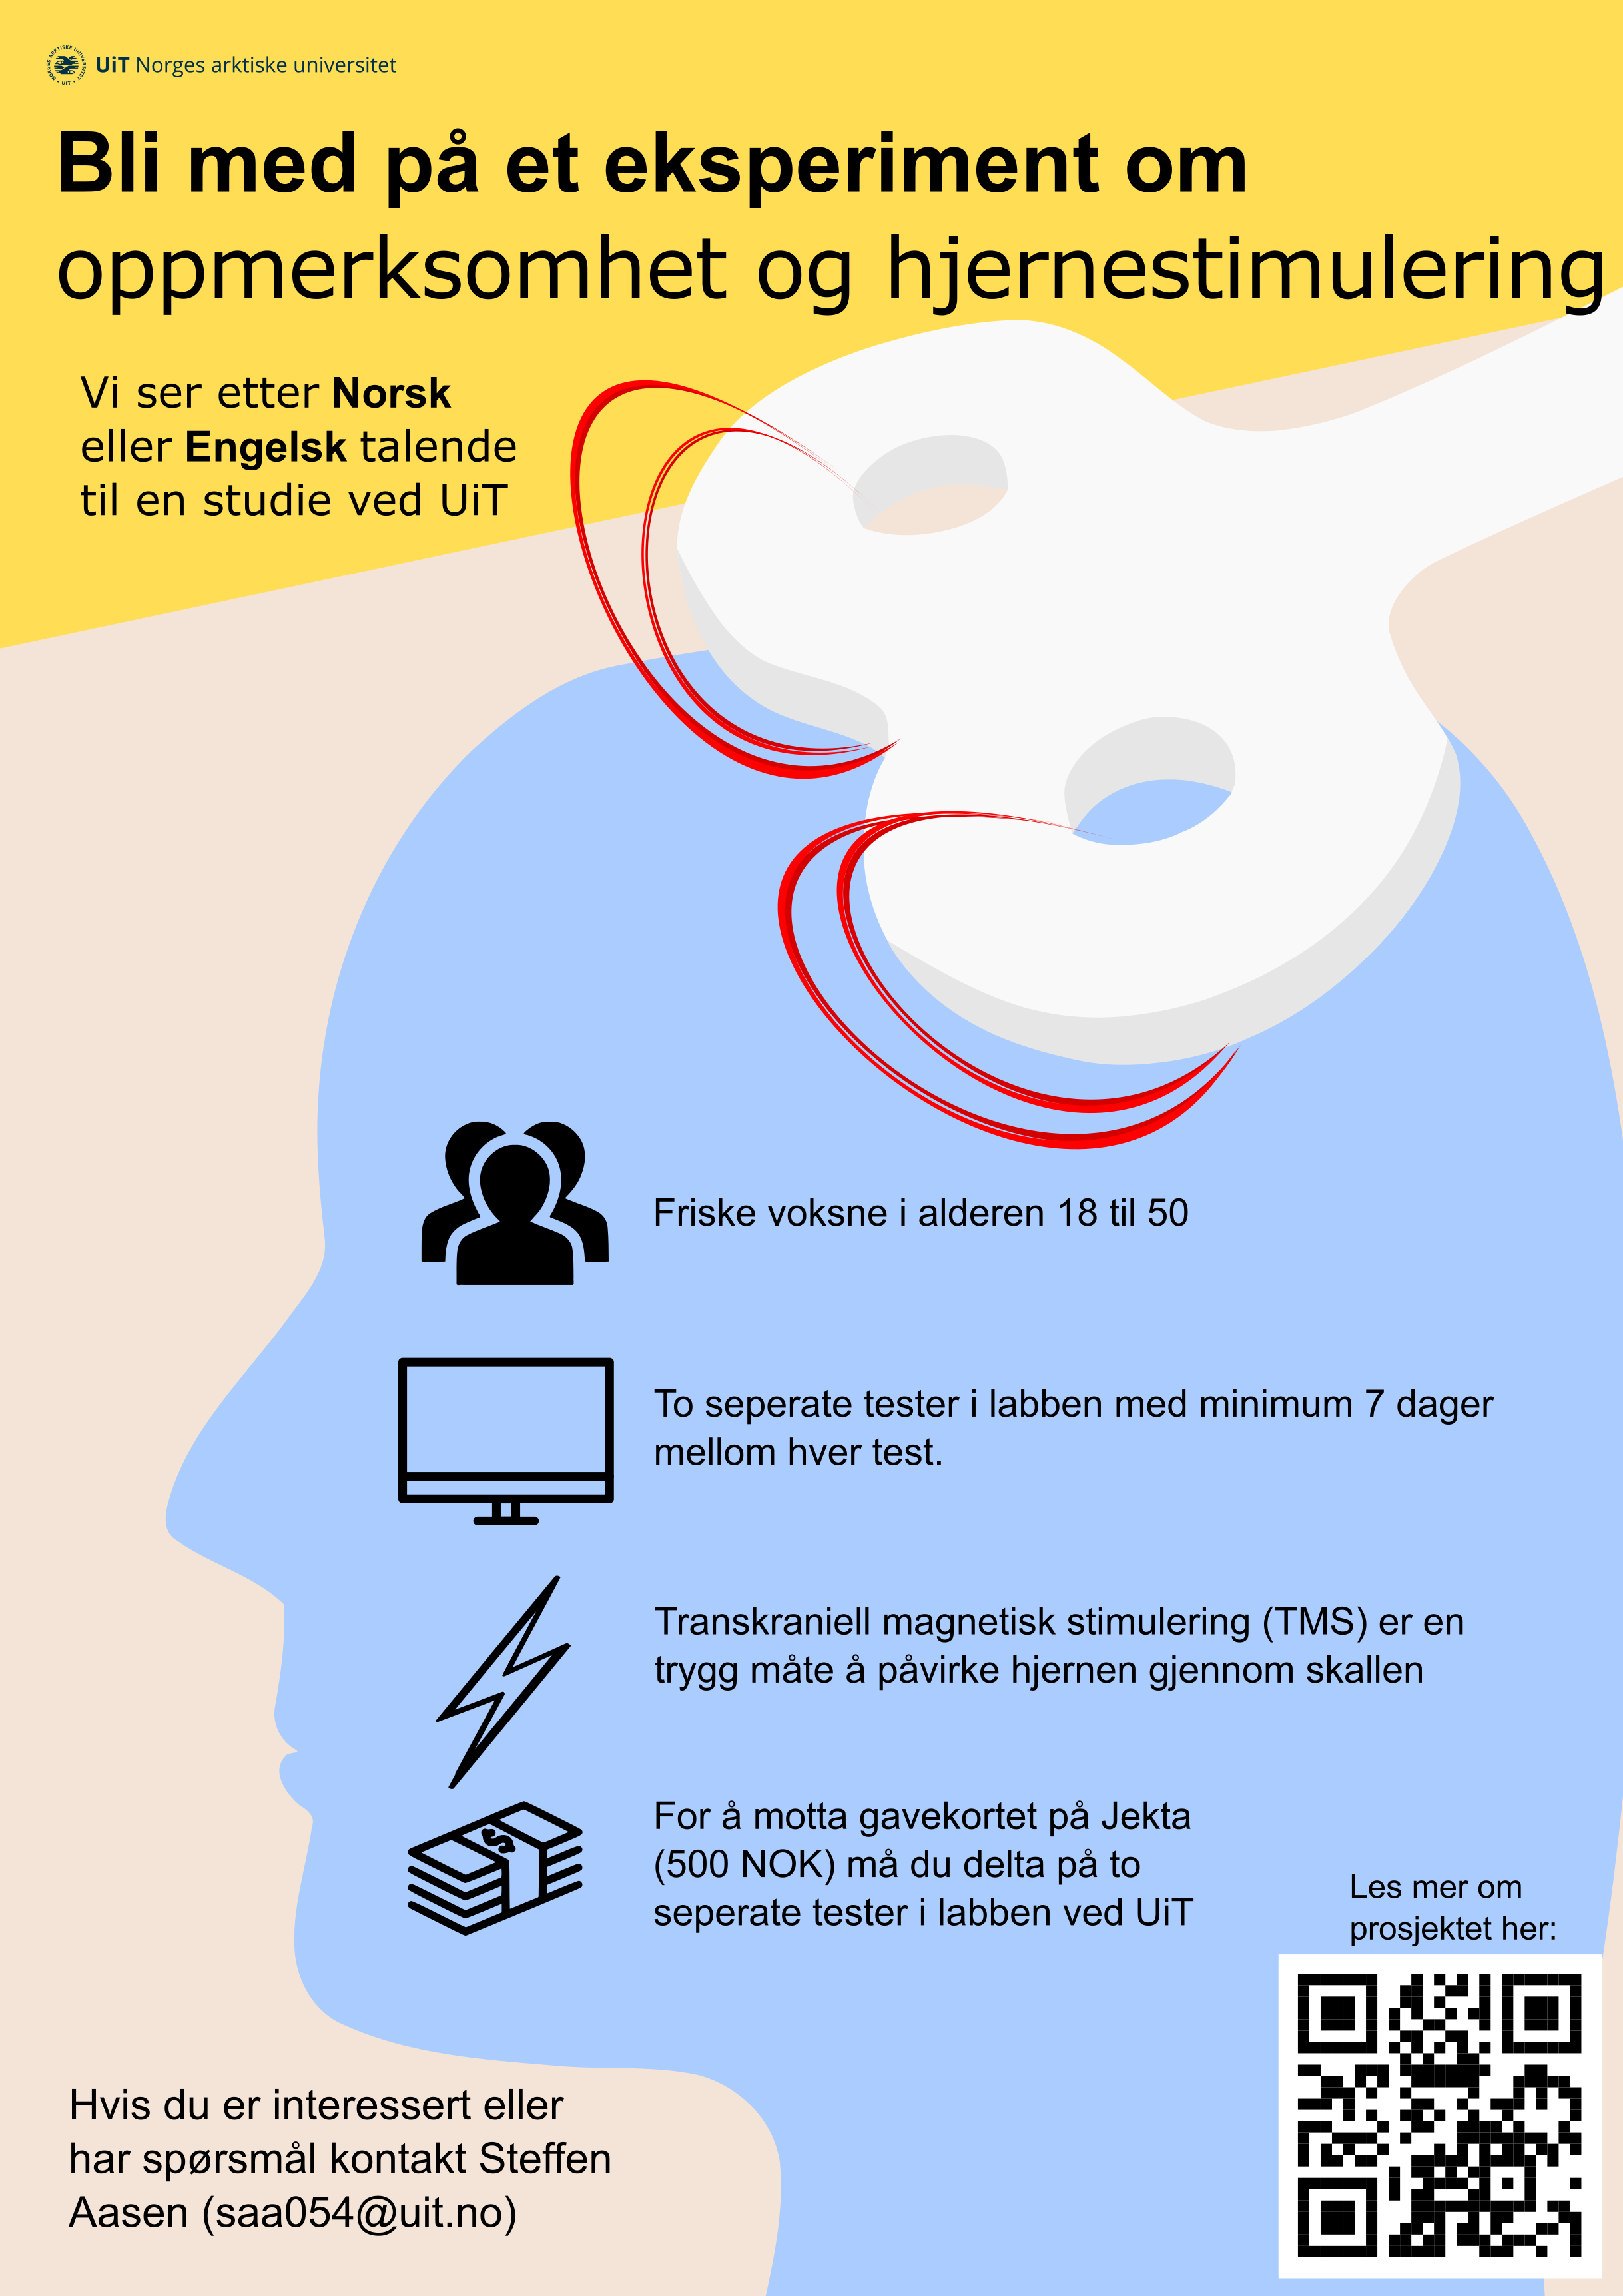 UiT Norges arktiske universitet
NORGES ARKTISKE UNIVERSITET • UiT •
Bli med på et eksperiment om
oppmerksomhet og hjernestimulering
Vi ser etter Norsk
eller Engelsk talende
til en studie ved UiT
Friske voksne i alderen 18 til 50
To seperate tester i labben med minimum 7 dager
mellom hver test.
Transkraniell magnetisk stimulering (TMS) er en
trygg måte å påvirke hjernen gjennom skallen
$
For å motta gavekortet på Jekta
(500 NOK) må du delta på to
seperate tester i labben ved UiT
Les mer om
prosjektet her:
Hvis du er interessert eller
har spørsmål kontakt Steffen
Aasen (saa054@uit.no)